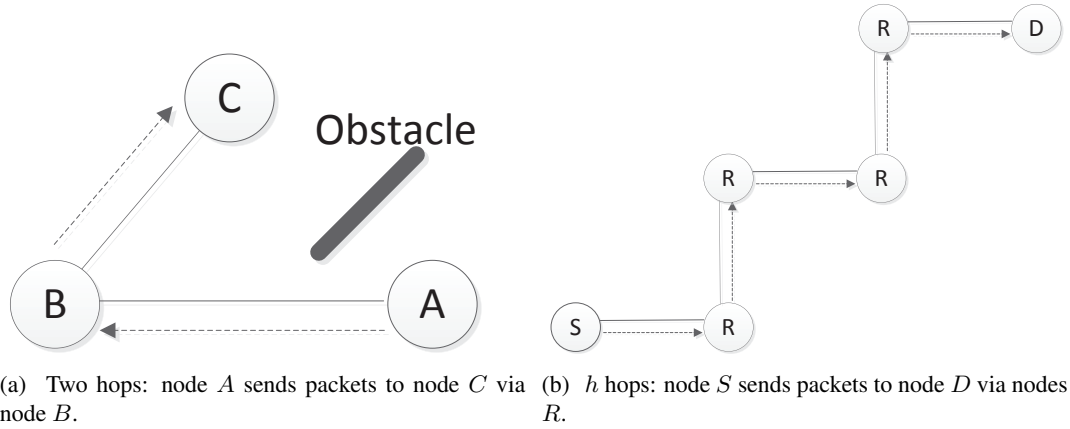 C
Obstacle
B
A
(a) Two hops: node A sends packets to node C via
node B.
R
D
R
R
S
R
(b) h hops: node S sends packets to node D via nodes
R.